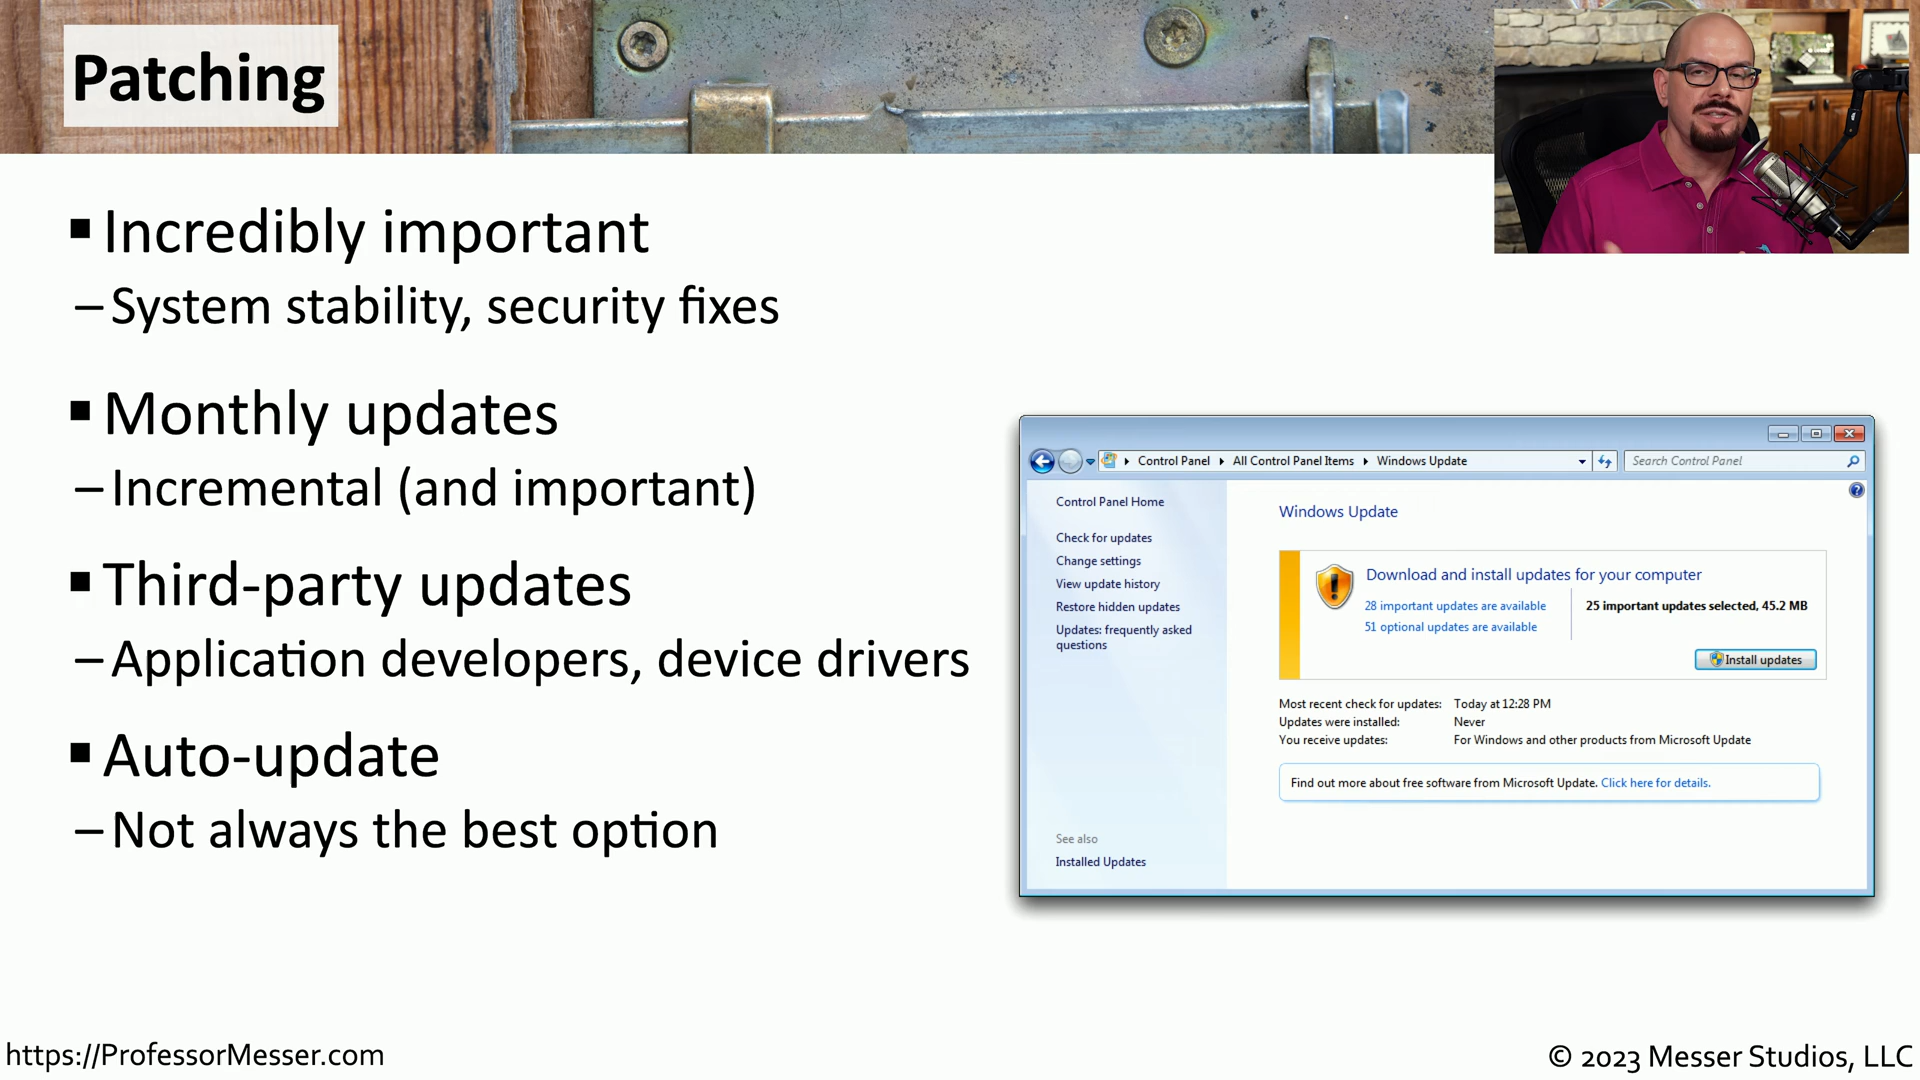 Patching
▪ Incredibly important
– System stability, security fixes
▪ Monthly updates
– Incremental (and important)
▪ Third-party updates
– Application developers, device drivers
▪ Auto-update
– Not always the best option
Control Panel ▸ All Control Panel Items ▸ Windows Update
Search Control Panel
Control Panel Home
Check for updates
Change settings
View update history
Restore hidden updates
Updates: frequently asked
questions
See also
Installed Updates
Windows Update
Download and install updates for your computer
28 important updates are available
51 optional updates are available
25 important updates selected, 45.2 MB
Install updates
Most recent check for updates: Today at 12:28 PM
Updates were installed: Never
You receive updates: For Windows and other products from Microsoft Update
Find out more about free software from Microsoft Update. Click here for details.
https://ProfessorMesser.com
© 2023 Messer Studios, LLC